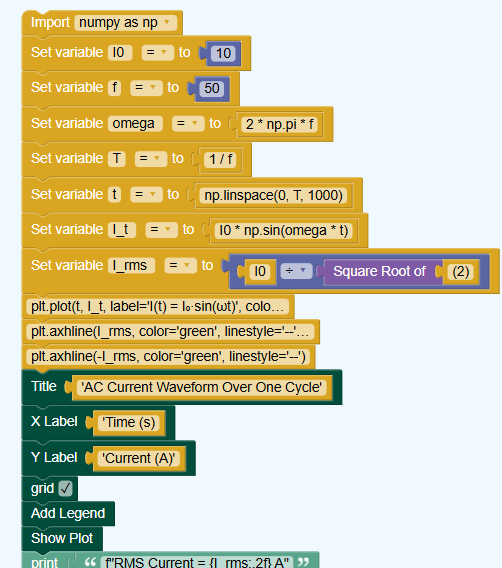 Import numpy as np
Set variable I0 = to 10
Set variable f = to 50
Set variable omega = to 2 * np.pi * f
Set variable T = to 1 / f
Set variable t = to np.linspace(0, T, 1000)
Set variable I_t = to I0 * np.sin(omega * t)
Set variable I_rms = to I0 ÷ Square Root of (2)
plt.plot(t, I_t, label='I(t) = I₀·sin(ωt)', colo…
plt.axhline(I_rms, color='green', linestyle='--'…
plt.axhline(-I_rms, color='green', linestyle='--')
Title 'AC Current Waveform Over One Cycle'
X Label 'Time (s)
Y Label 'Current (A)'
grid ✓
Add Legend
Show Plot
print “ f"RMS Current = {I_rms:.2f} A" ”